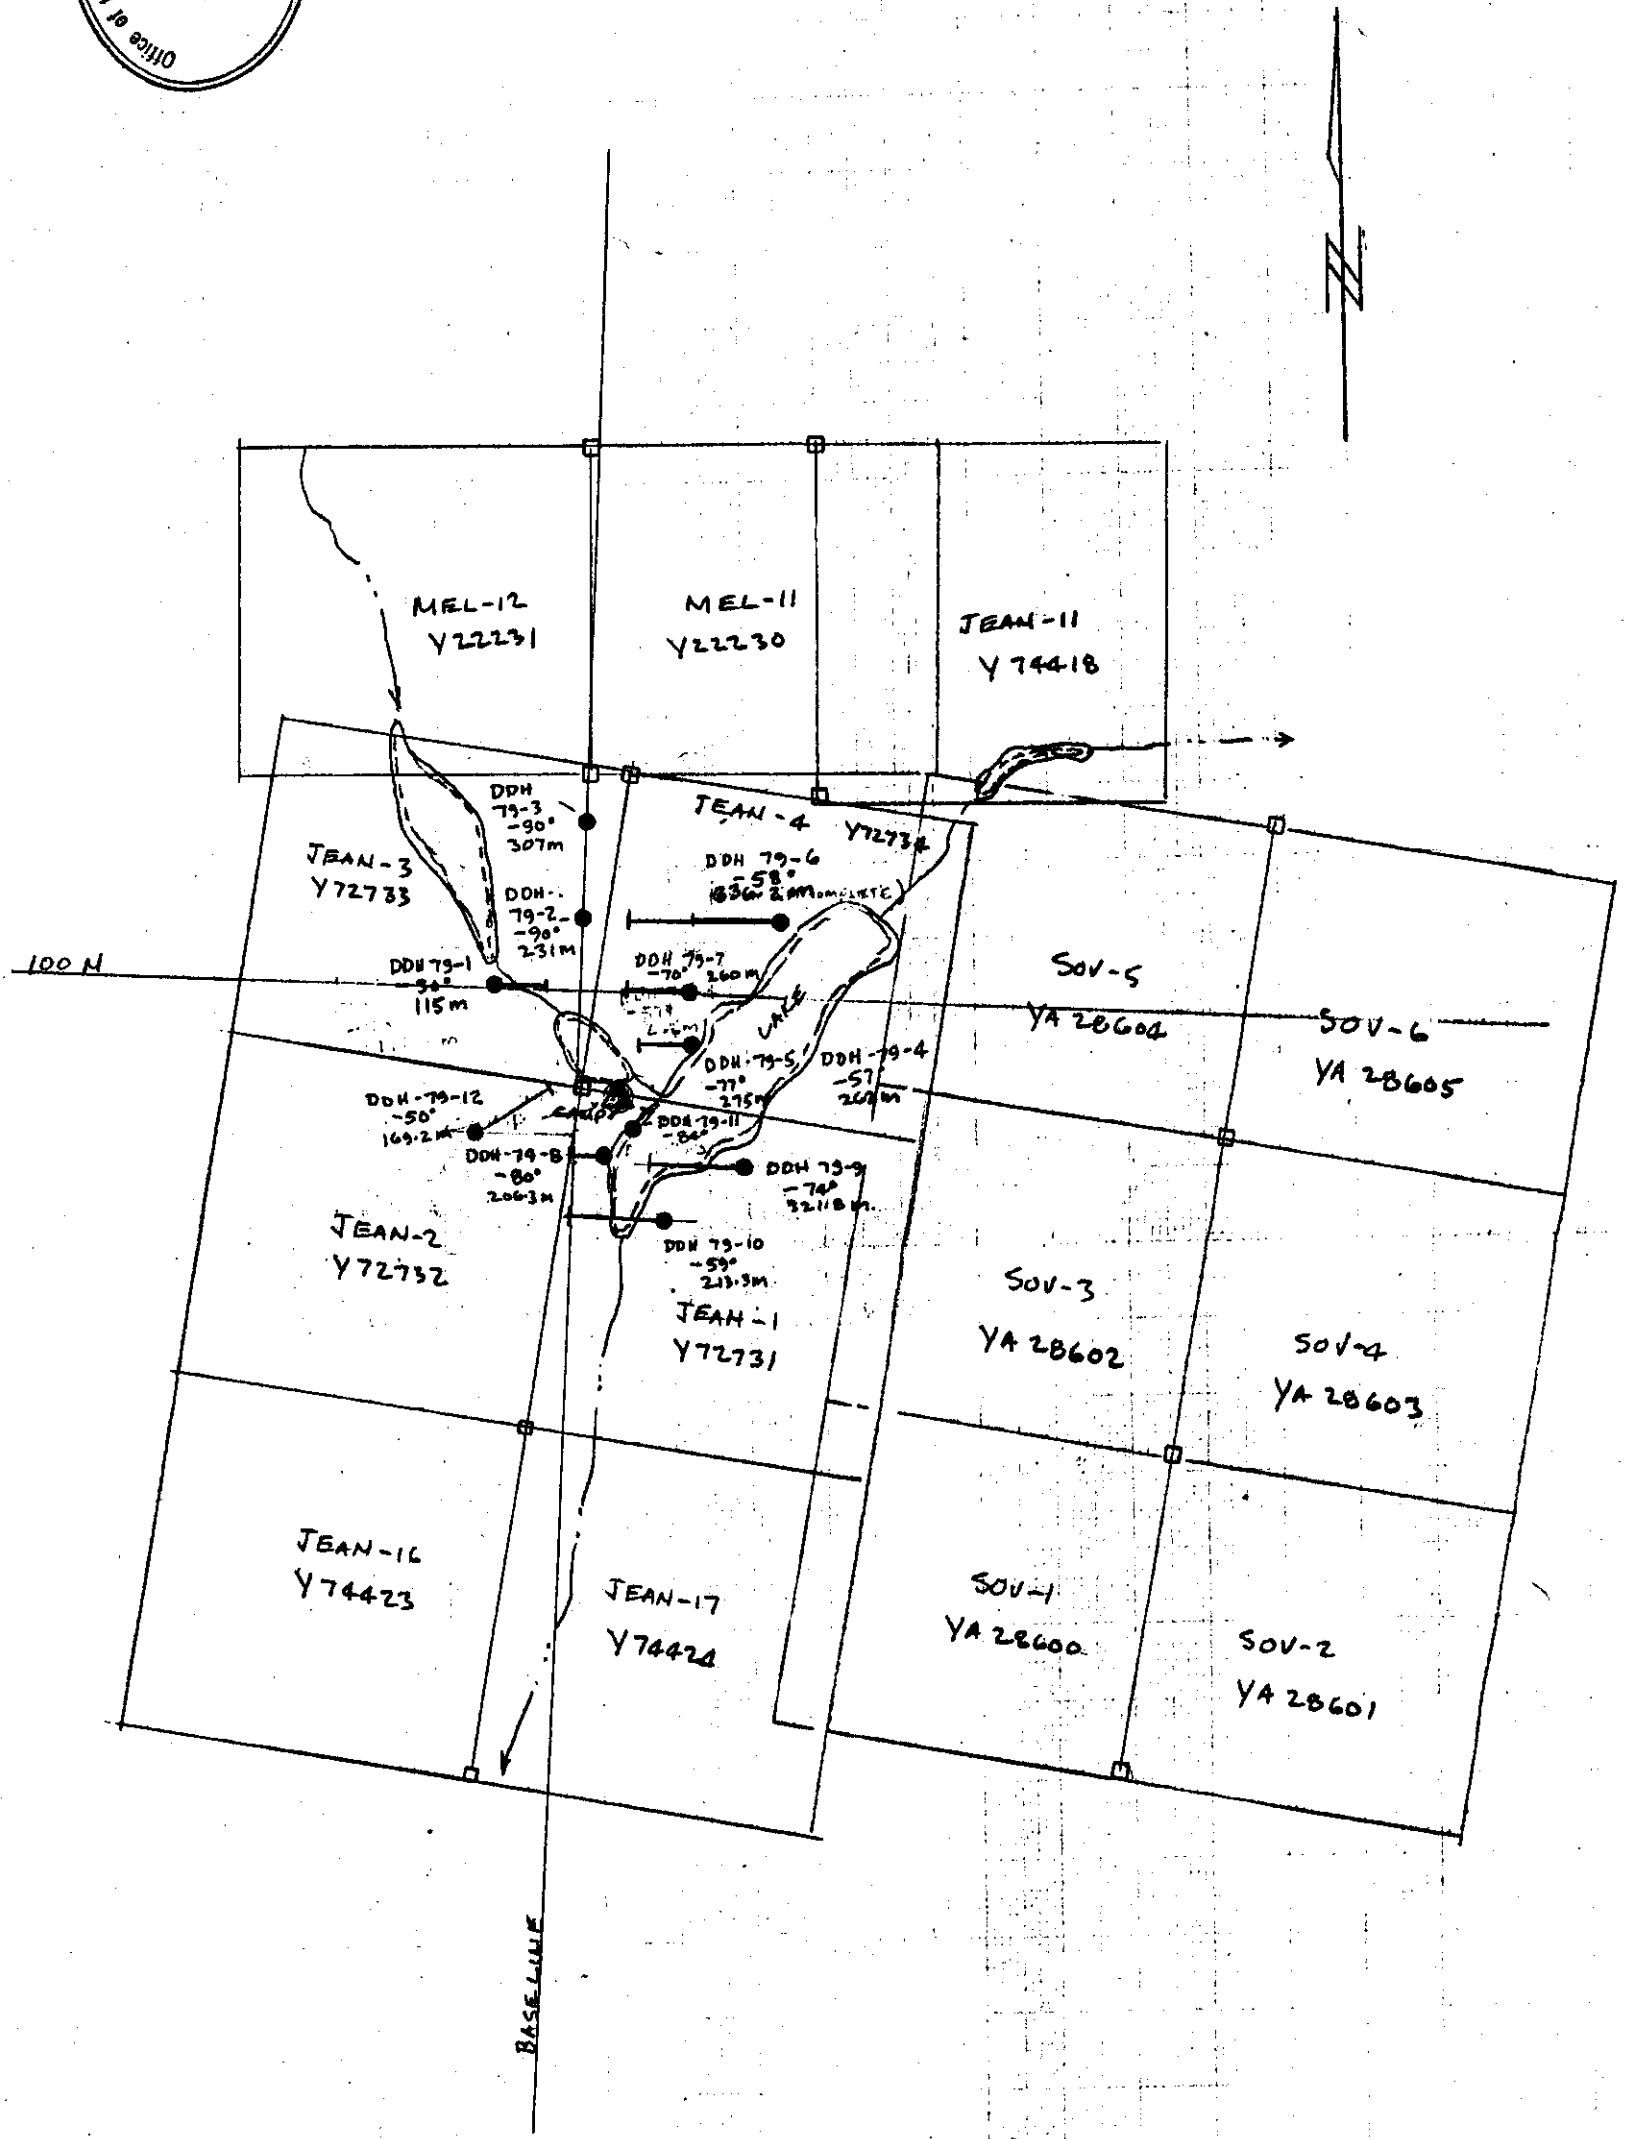 Office of
N
MEL-12
Y22231
MEL-11
Y22230
JEAN-11
Y 74418
DDH
79-3
-90°
307m
JEAN-4
Y72734
JEAN-3
Y72733
DDH 79-6
-58°
DDH
79-2
-90°
231m
100 N
DDH 79-1
115m
DDH 79-7
-70° 260m
LAKE
SOV-5
YA 28604
SOV-6
YA 28605
DDH-79-5
-77°
275m
DDH-79-4
-57°
262m
DDH-79-12
-50°
169.2m
CAMP
DDH 79-11
DDH-79-8
-80°
206.3m
DDH 79-9
-74°
DDH 79-10
-59°
213.3m
JEAN-2
Y72732
JEAN-1
Y72731
SOV-3
YA 28602
SOV-4
YA 28603
JEAN-16
Y74423
JEAN-17
Y74424
SOV-1
YA 28600
SOV-2
YA 28601
BASELINE